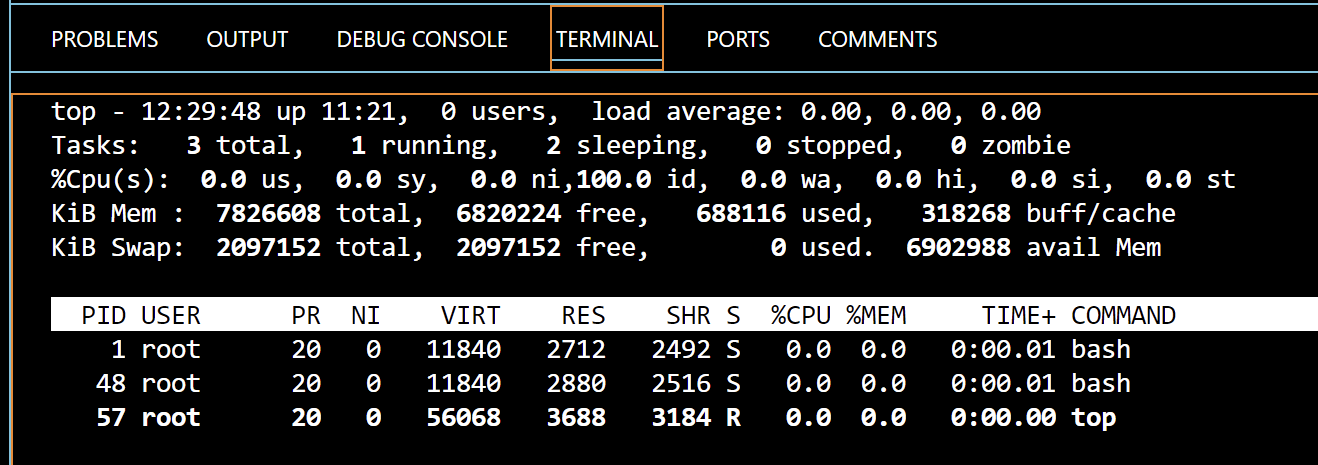 PROBLEMS OUTPUT DEBUG CONSOLE TERMINAL PORTS COMMENTS
top - 12:29:48 up 11:21,  0 users,  load average: 0.00, 0.00, 0.00
Tasks:   3 total,   1 running,   2 sleeping,   0 stopped,   0 zombie
%Cpu(s):  0.0 us,  0.0 sy,  0.0 ni,100.0 id,  0.0 wa,  0.0 hi,  0.0 si,  0.0 st
KiB Mem :  7826608 total,  6820224 free,   688116 used,   318268 buff/cache
KiB Swap:  2097152 total,  2097152 free,        0 used.  6902988 avail Mem
  PID USER      PR  NI    VIRT    RES    SHR S  %CPU %MEM     TIME+ COMMAND
    1 root      20   0   11840   2712   2492 S   0.0  0.0   0:00.01 bash
   48 root      20   0   11840   2880   2516 S   0.0  0.0   0:00.01 bash
   57 root      20   0   56068   3688   3184 R   0.0  0.0   0:00.00 top